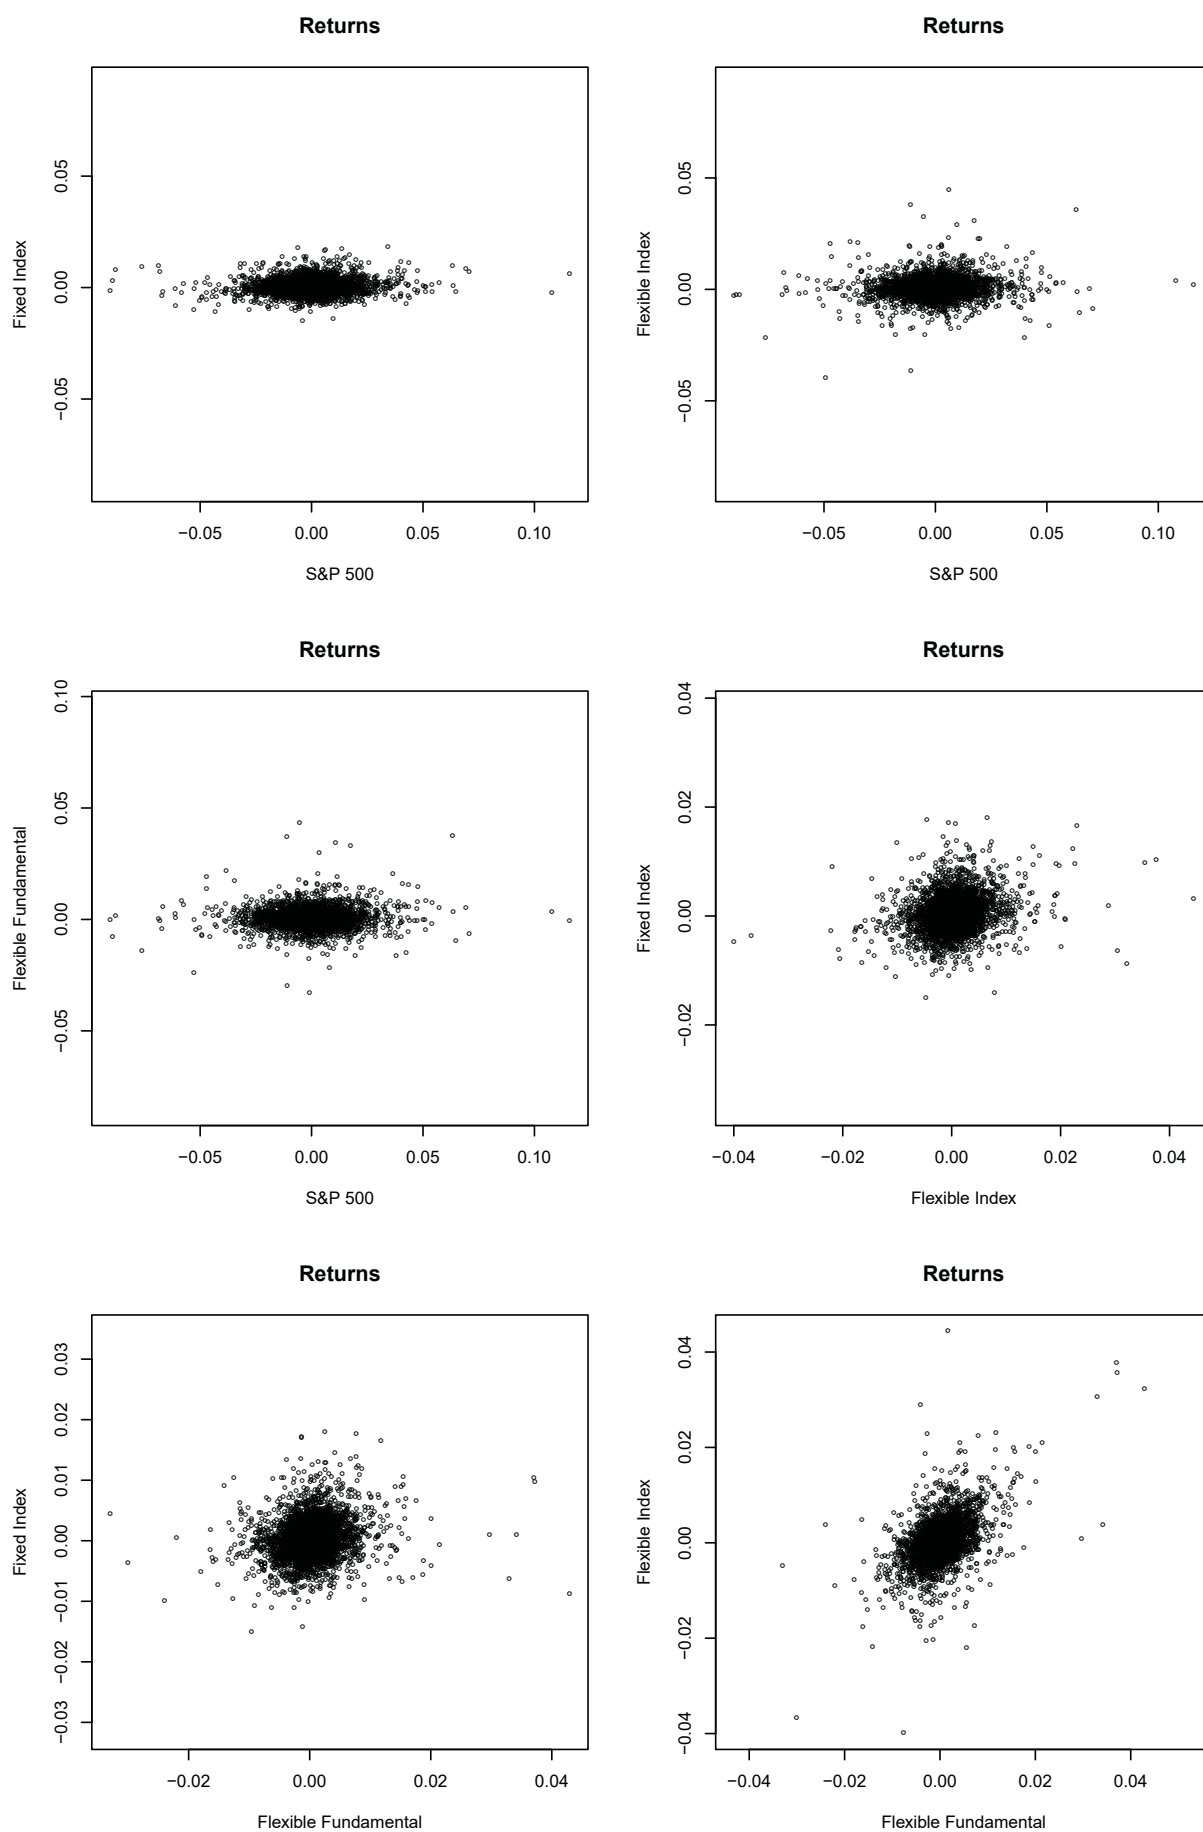 Returns
Fixed Index
0.05
0.00
−0.05
−0.05 0.00 0.05 0.10
S&P 500
Returns
Flexible Index
0.05
0.00
−0.05
−0.05 0.00 0.05 0.10
S&P 500
Returns
Flexible Fundamental
0.10
0.05
0.00
−0.05
−0.05 0.00 0.05 0.10
S&P 500
Returns
Fixed Index
0.04
0.02
0.00
−0.02
−0.04 −0.02 0.00 0.02 0.04
Flexible Index
Returns
Fixed Index
0.03
0.02
0.01
0.00
−0.01
−0.02
−0.03
−0.02 0.00 0.02 0.04
Flexible Fundamental
Returns
Flexible Index
0.04
0.02
0.00
−0.02
−0.04
−0.04 −0.02 0.00 0.02 0.04
Flexible Fundamental